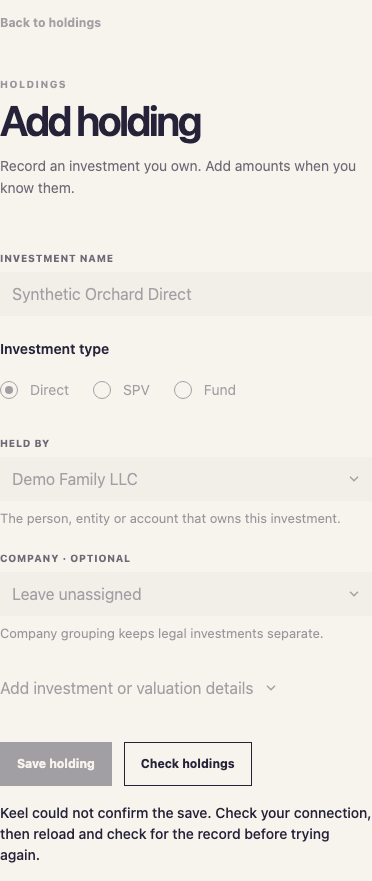 Back to holdings
HOLDINGS
Add holding
Record an investment you own. Add amounts when you
know them.
INVESTMENT NAME
Synthetic Orchard Direct
Investment type
Direct SPV Fund
HELD BY
Demo Family LLC
The person, entity or account that owns this investment.
COMPANY · OPTIONAL
Leave unassigned
Company grouping keeps legal investments separate.
Add investment or valuation details
Save holding Check holdings
Keel could not confirm the save. Check your connection,
then reload and check for the record before trying
again.